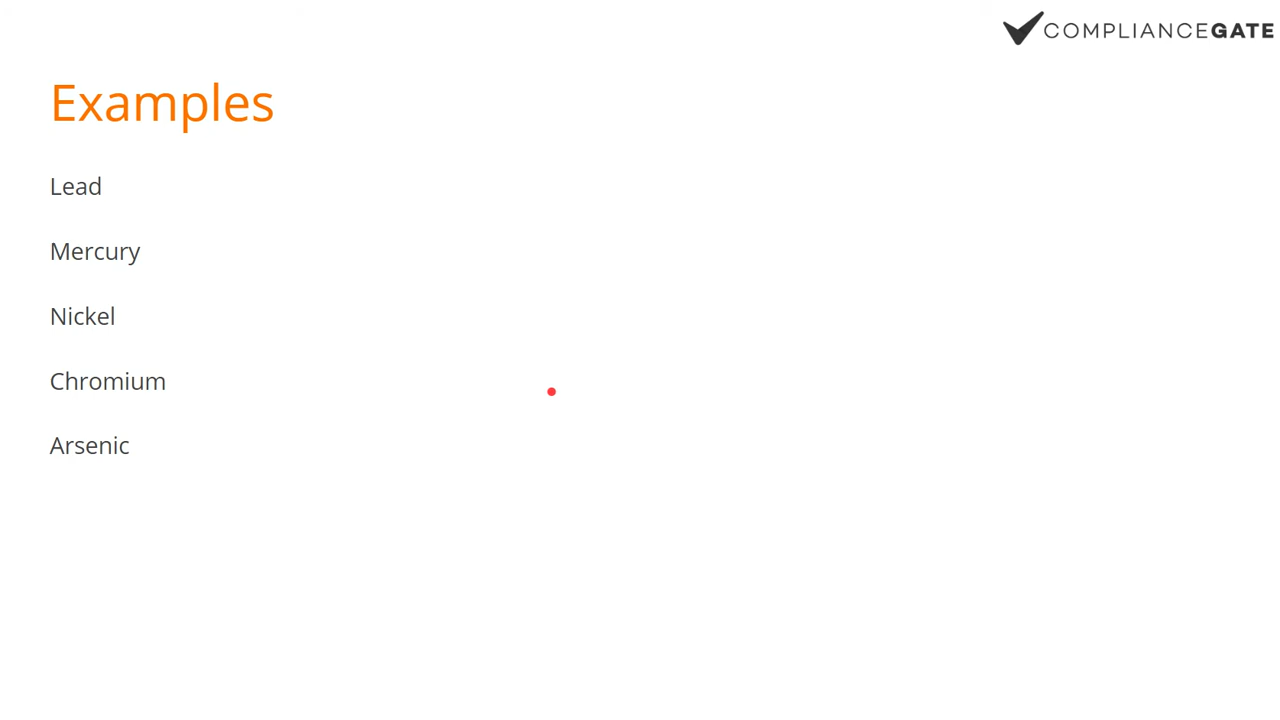 COMPLIANCEGATE
Examples
Lead
Mercury
Nickel
Chromium
Arsenic